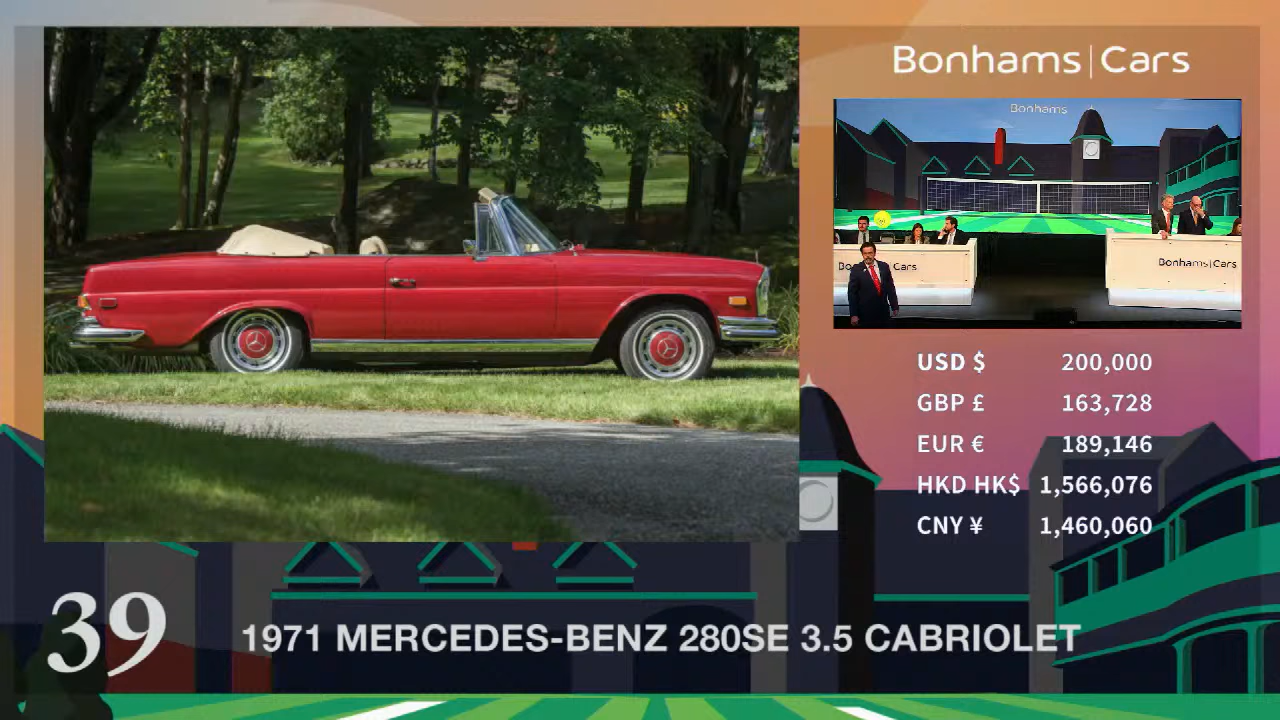 Bonhams|Cars
Bonhams
Cars
Bonhams|Cars
USD $ 200,000
GBP £ 163,728
EUR € 189,146
HKD HK$ 1,566,076
CNY ¥ 1,460,060
39
1971 MERCEDES-BENZ 280SE 3.5 CABRIOLET